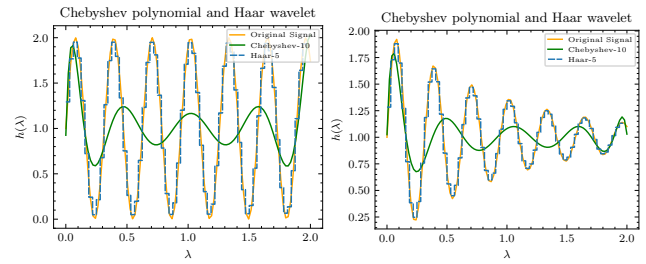 Chebyshev polynomial and Haar wavelet
2.0
1.5
1.0
0.5
0.0
h(λ)
Original Signal
Chebyshev-10
Haar-5
0.0 0.5 1.0 1.5 2.0
λ
Chebyshev polynomial and Haar wavelet
2.00
1.75
1.50
1.25
1.00
0.75
0.50
0.25
h(λ)
Original Signal
Chebyshev-10
Haar-5
0.0 0.5 1.0 1.5 2.0
λ